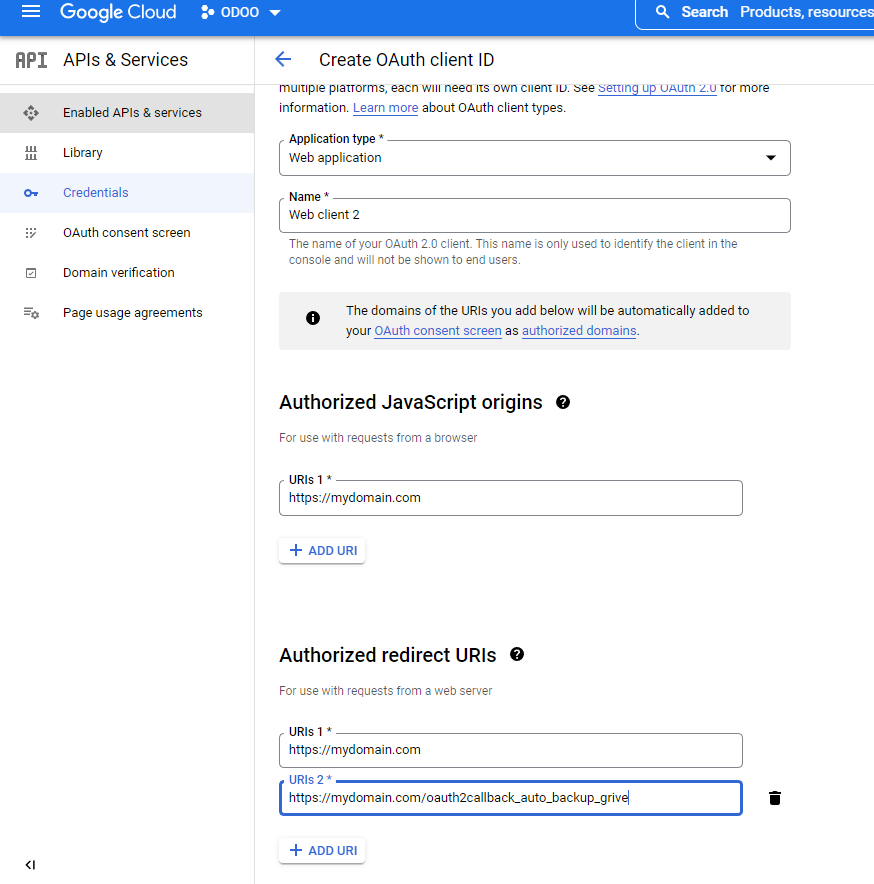 Google Cloud
ODOO
Search Products, resources
API APIs & Services
Create OAuth client ID
Enabled APIs & services
Library
Credentials
OAuth consent screen
Domain verification
Page usage agreements
multiple platforms, each will need its own client ID. See Setting up OAuth 2.0 for more
information. Learn more about OAuth client types.
Application type *
Web application
Name *
Web client 2
The name of your OAuth 2.0 client. This name is only used to identify the client in the
console and will not be shown to end users.
The domains of the URIs you add below will be automatically added to
your OAuth consent screen as authorized domains.
Authorized JavaScript origins
For use with requests from a browser
URIs 1 *
https://mydomain.com
+ ADD URI
Authorized redirect URIs
For use with requests from a web server
URIs 1 *
https://mydomain.com
URIs 2 *
https://mydomain.com/oauth2callback_auto_backup_grive
+ ADD URI